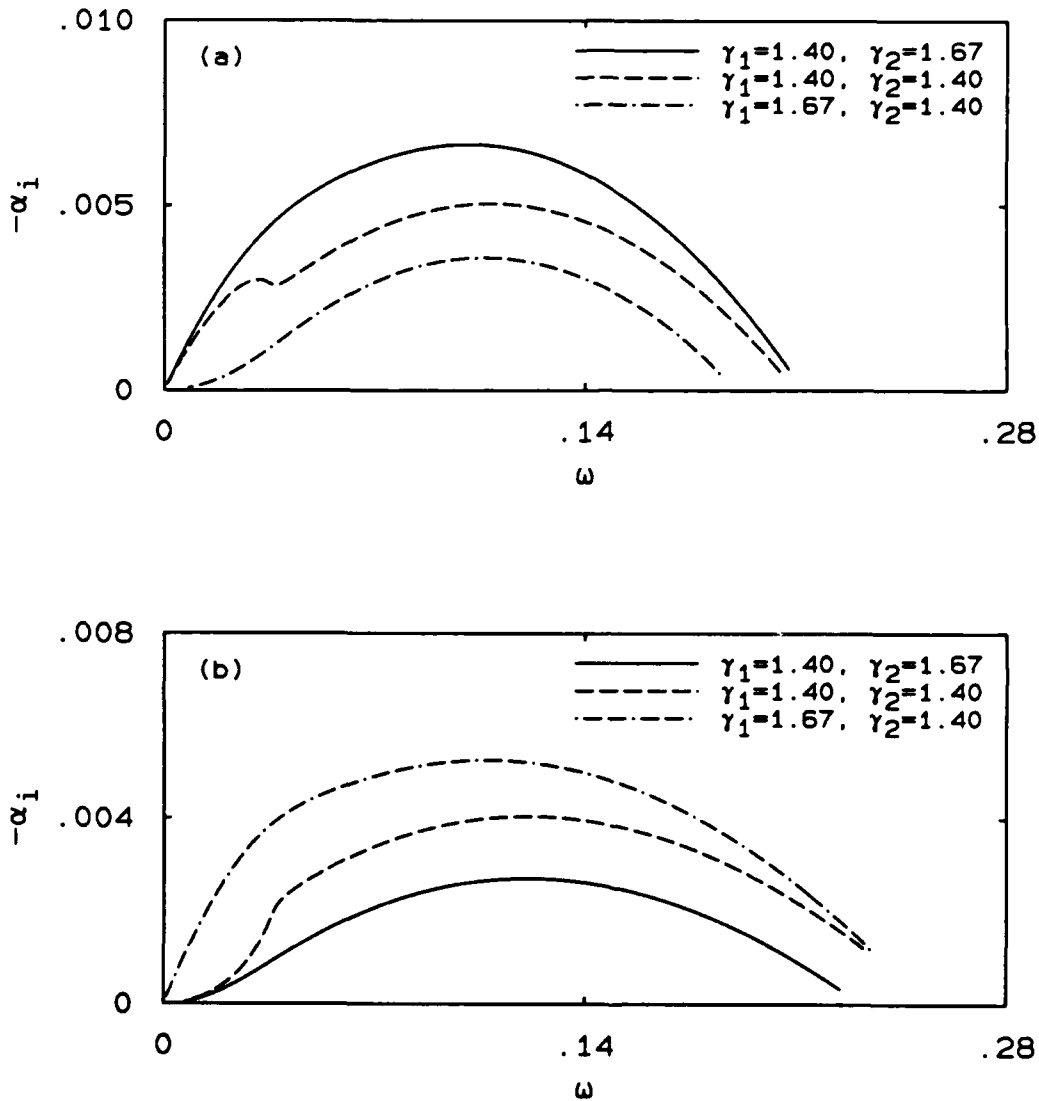 .010
(a)
γ1=1.40, γ2=1.67
γ1=1.40, γ2=1.40
γ1=1.67, γ2=1.40
-αi
.005
0
0 .14 .28
ω
.008
(b)
γ1=1.40, γ2=1.67
γ1=1.40, γ2=1.40
γ1=1.67, γ2=1.40
-αi
.004
0
0 .14 .28
ω